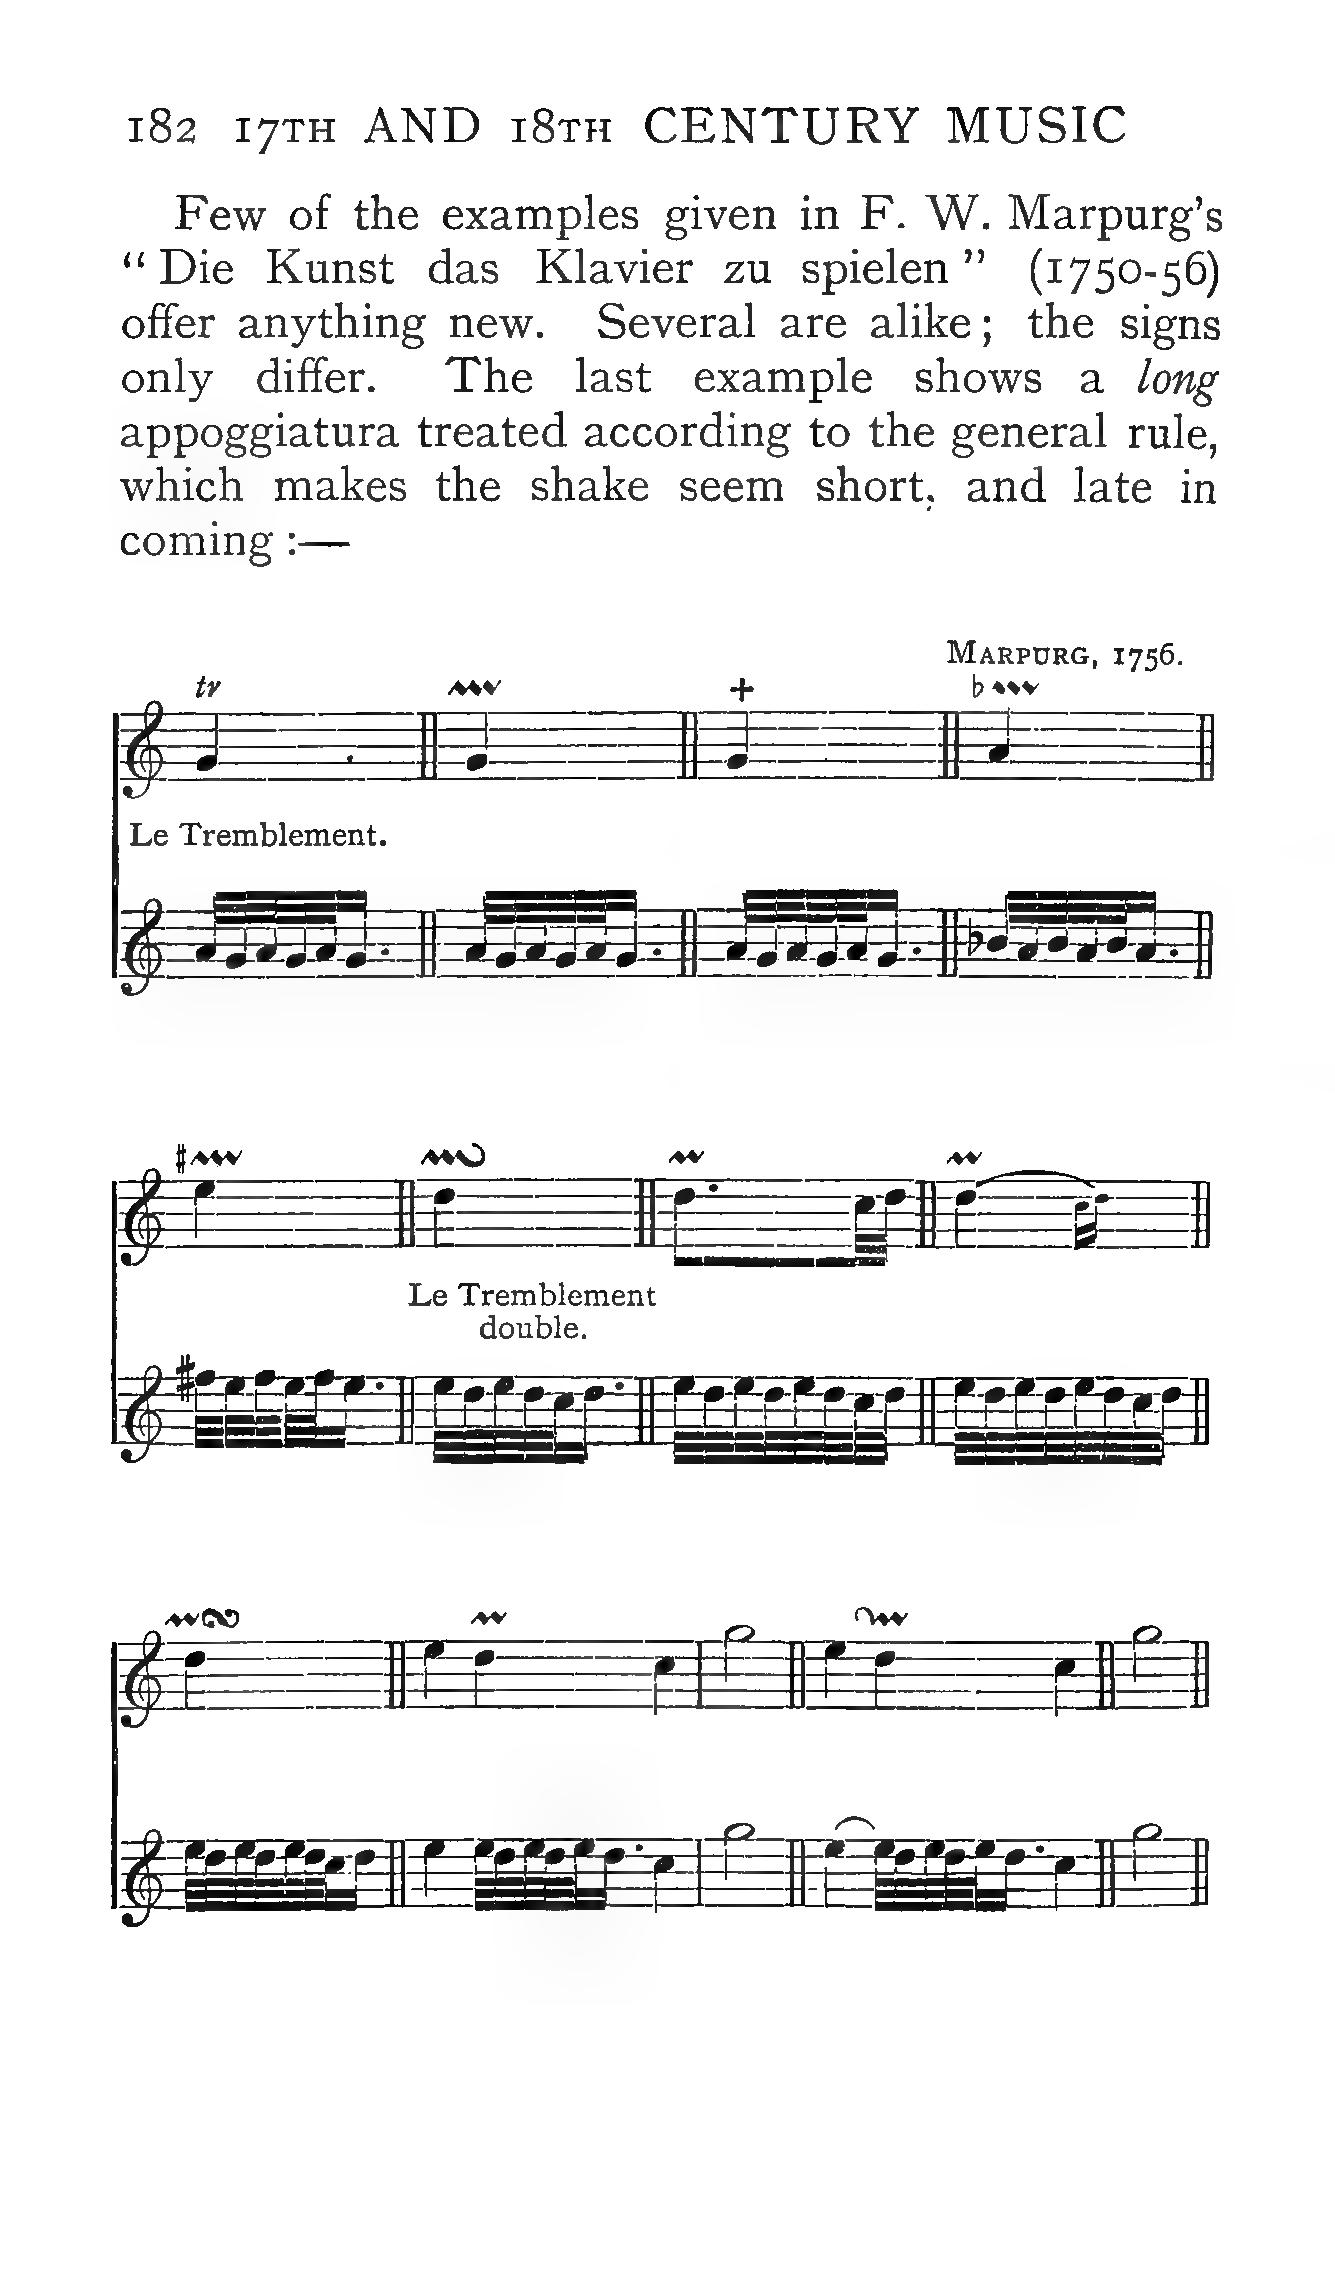 182 17TH AND 18TH CENTURY MUSIC
Few of the examples given in F. W. Marpurg's
“ Die Kunst das Klavier zu spielen ” (1750-56)
offer anything new. Several are alike; the signs
only differ. The last example shows a long
appoggiatura treated according to the general rule,
which makes the shake seem short, and late in
coming :—
MARPURG, 1756.
tr
Le Tremblement.
Le Tremblement
double.